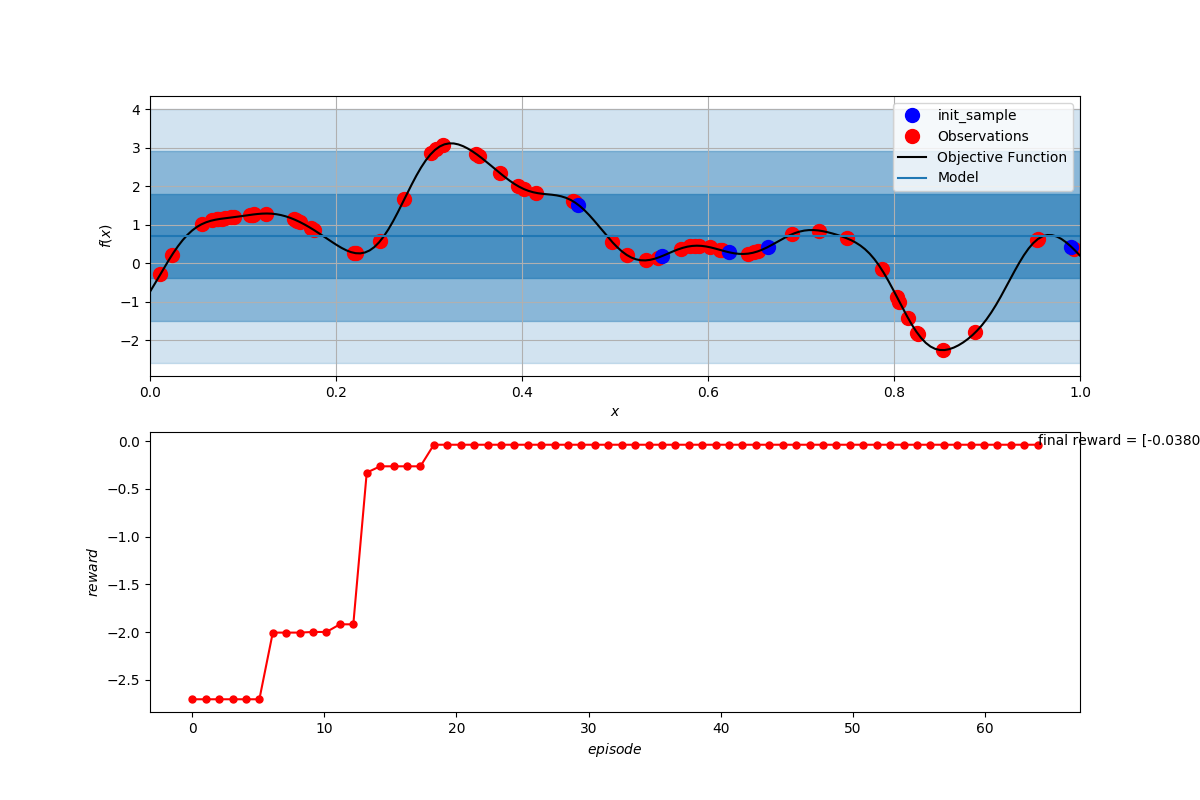 4
3
2
1
0
−1
−2
f(x)
init_sample
Observations
Objective Function
Model
0.0 0.2 0.4 0.6 0.8 1.0
x
0.0
−0.5
−1.0
−1.5
−2.0
−2.5
reward
final reward = [-0.0380
0 10 20 30 40 50 60
episode